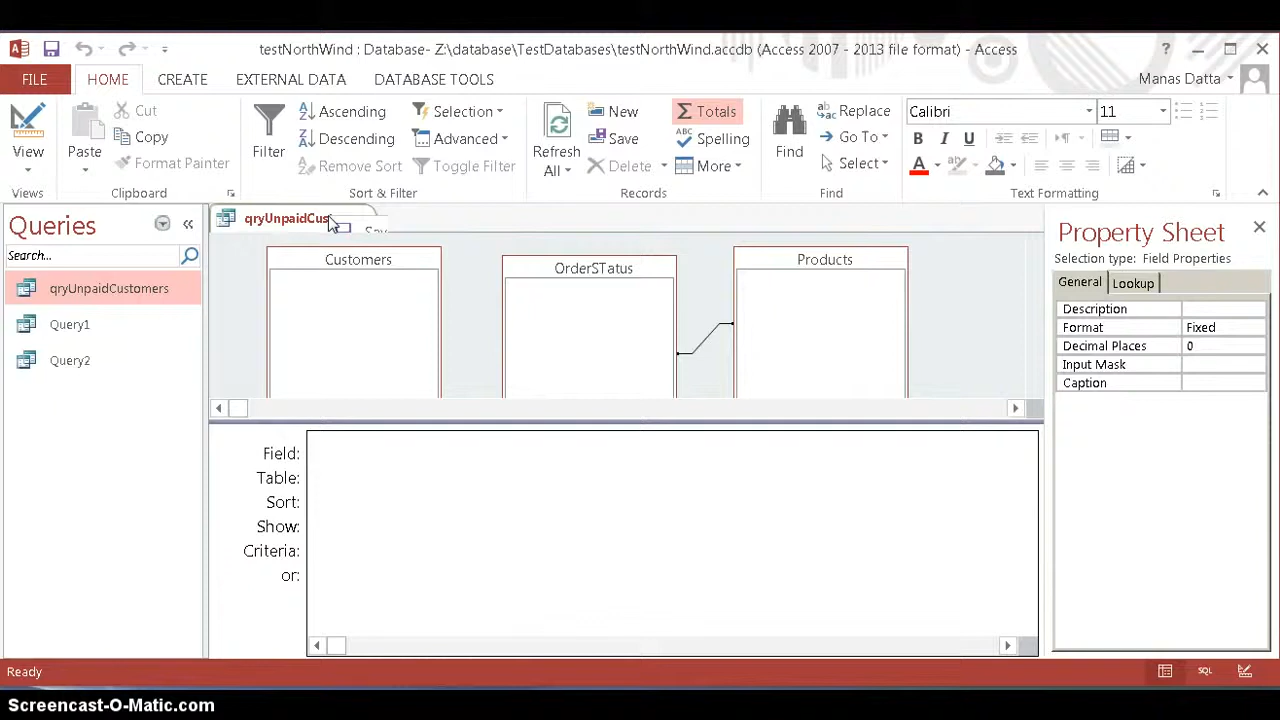 testNorthWind : Database- Z:\database\TestDatabases\testNorthWind.accdb (Access 2007 - 2013 file format) - Access
FILE HOME CREATE EXTERNAL DATA DATABASE TOOLS Manas Datta
View
Views
Paste
Cut
Copy
Format Painter
Clipboard
Filter
Ascending
Descending
Remove Sort
Selection
Advanced
Toggle Filter
Sort & Filter
Refresh
All
New
Save
Delete
Totals
Spelling
More
Records
Find
Replace
Go To
Select
Find
Calibri 11
B I U
A
Text Formatting
Queries
Search...
qryUnpaidCustomers
Query1
Query2
qryUnpaidCus
Sav
Customers
OrderSTatus
Products
Field:
Table:
Sort:
Show:
Criteria:
or:
Property Sheet
Selection type: Field Properties
General Lookup
Description
Format Fixed
Decimal Places 0
Input Mask
Caption
Ready
SQL
Screencast-O-Matic.com